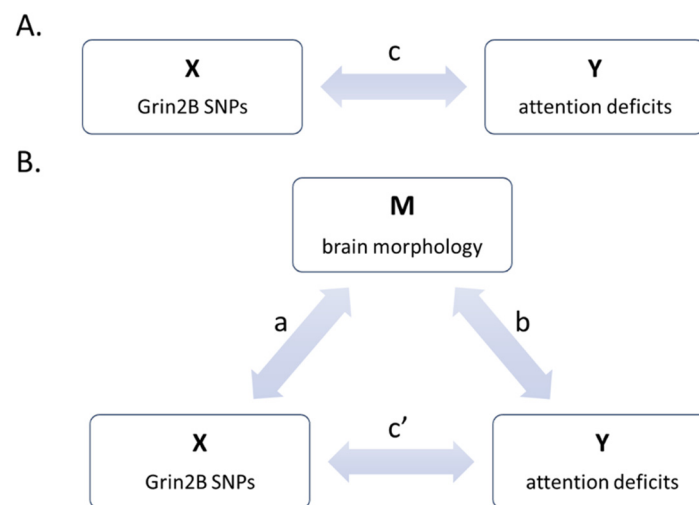 A.
X
Grin2B SNPs
c
Y
attention deficits
B.
M
brain morphology
a
b
X
Grin2B SNPs
c’
Y
attention deficits